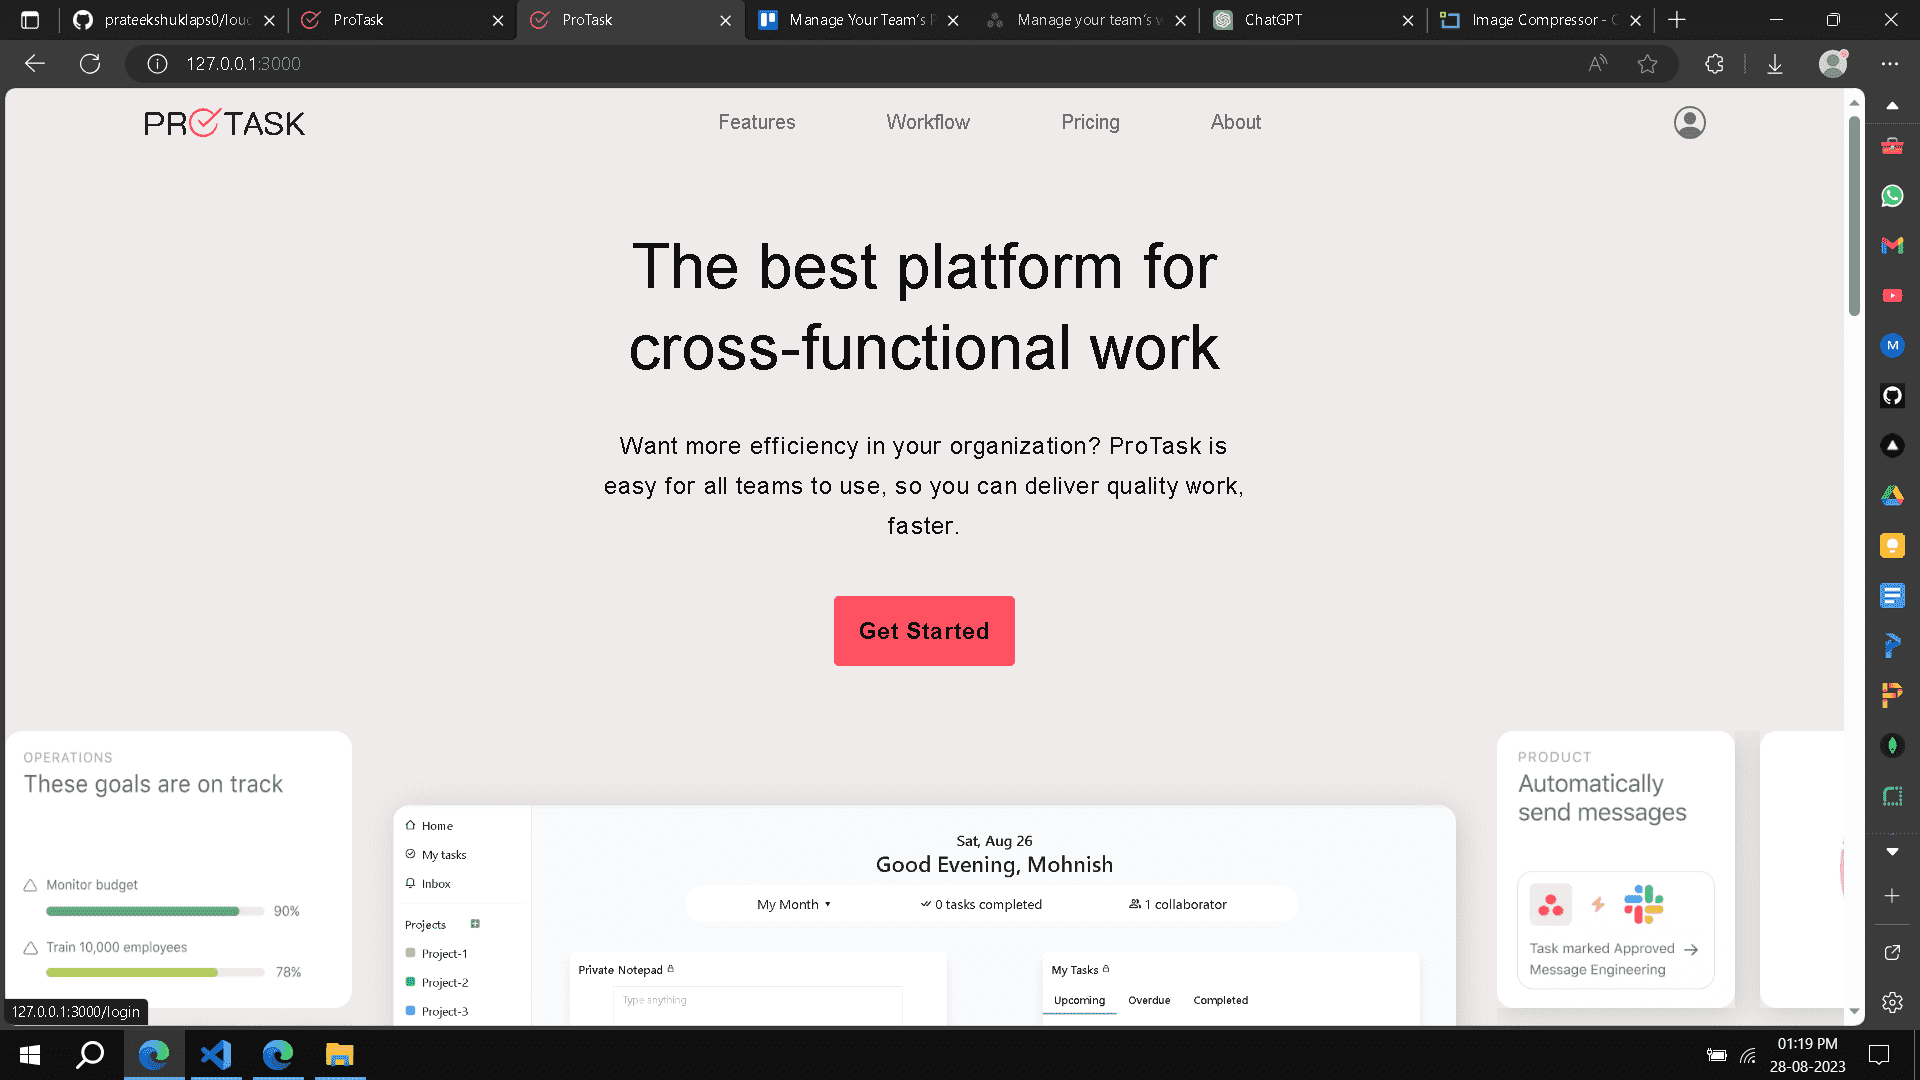 prateekshuklaps0/louc
ProTask
ProTask
Manage Your Team's P
Manage your team's w
ChatGPT
Image Compressor - C
127.0.0.1:3000
PROTASK
Features
Workflow
Pricing
About
The best platform for
cross-functional work
Want more efficiency in your organization? ProTask is
easy for all teams to use, so you can deliver quality work,
faster.
Get Started
OPERATIONS
These goals are on track
Monitor budget
90%
Train 10,000 employees
78%
Home
My tasks
Inbox
Projects
Project-1
Project-2
Project-3
Sat, Aug 26
Good Evening, Mohnish
My Month
0 tasks completed
1 collaborator
Private Notepad
Type anything
My Tasks
Upcoming
Overdue
Completed
PRODUCT
Automatically
send messages
Task marked Approved
Message Engineering
M
127.0.0.1:3000/login
01:19 PM
28-08-2023